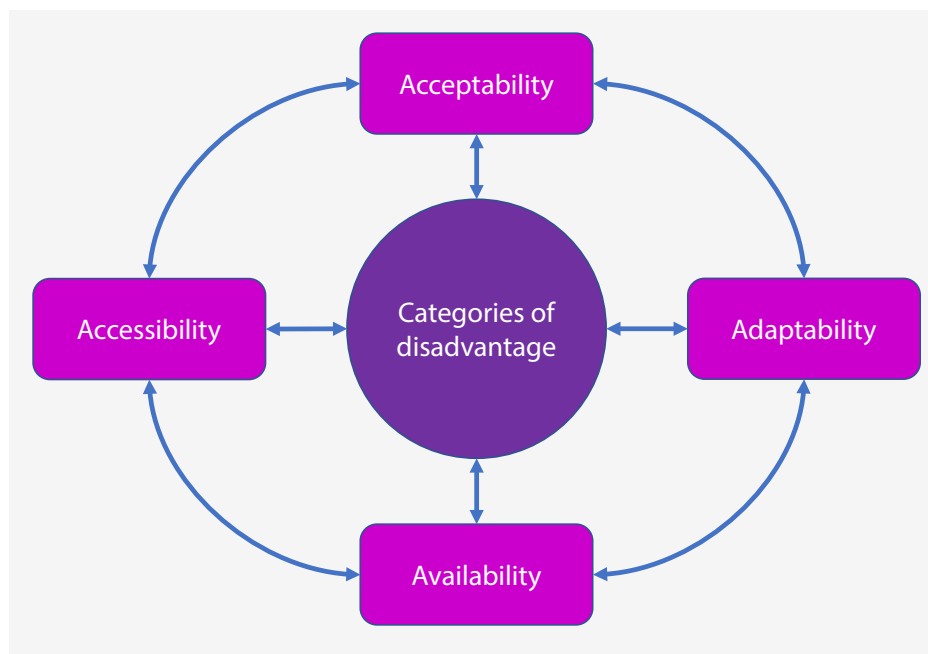 Acceptability
Accessibility
Categories of
disadvantage
Adaptability
Availability